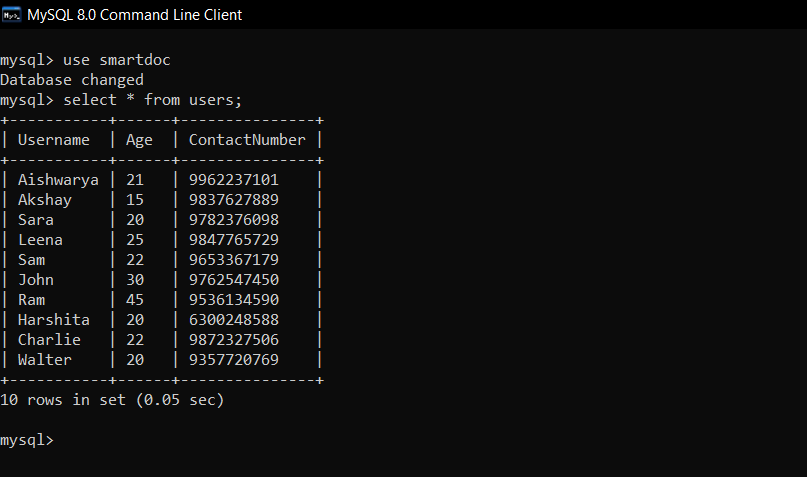 MySQL 8.0 Command Line Client
mysql> use smartdoc
Database changed
mysql> select * from users;
+-----------+------+---------------+
| Username  | Age  | ContactNumber |
+-----------+------+---------------+
| Aishwarya | 21   | 9962237101    |
| Akshay    | 15   | 9837627889    |
| Sara      | 20   | 9782376098    |
| Leena     | 25   | 9847765729    |
| Sam       | 22   | 9653367179    |
| John      | 30   | 9762547450    |
| Ram       | 45   | 9536134590    |
| Harshita  | 20   | 6300248588    |
| Charlie   | 22   | 9872327506    |
| Walter    | 20   | 9357720769    |
+-----------+------+---------------+
10 rows in set (0.05 sec)
mysql>